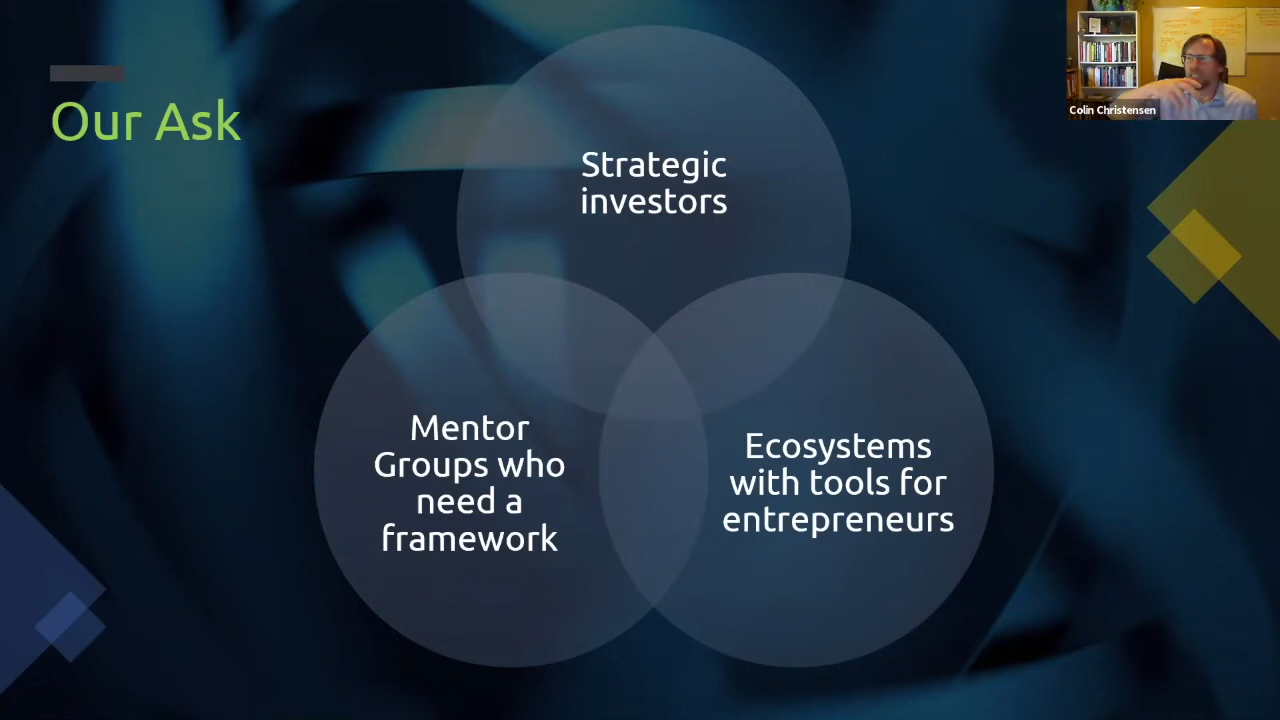 Our Ask
Strategic
investors
Mentor
Groups who
need a
framework
Ecosystems
with tools for
entrepreneurs
Colin Christensen